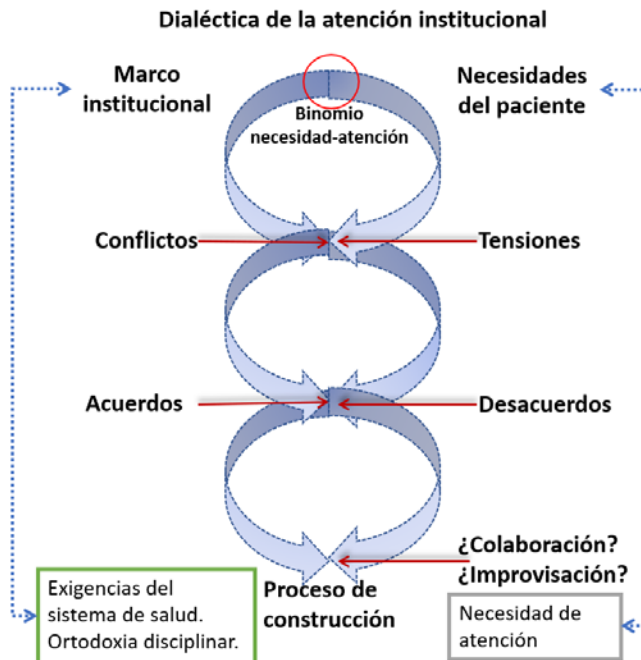 Dialéctica de la atención institucional
Marco
institucional
Necesidades
del paciente
Binomio
necesidad-atención
Conflictos
Tensiones
Acuerdos
Desacuerdos
¿Colaboración?
¿Improvisación?
Proceso de
construcción
Exigencias del
sistema de salud.
Ortodoxia disciplinar.
Necesidad de
atención